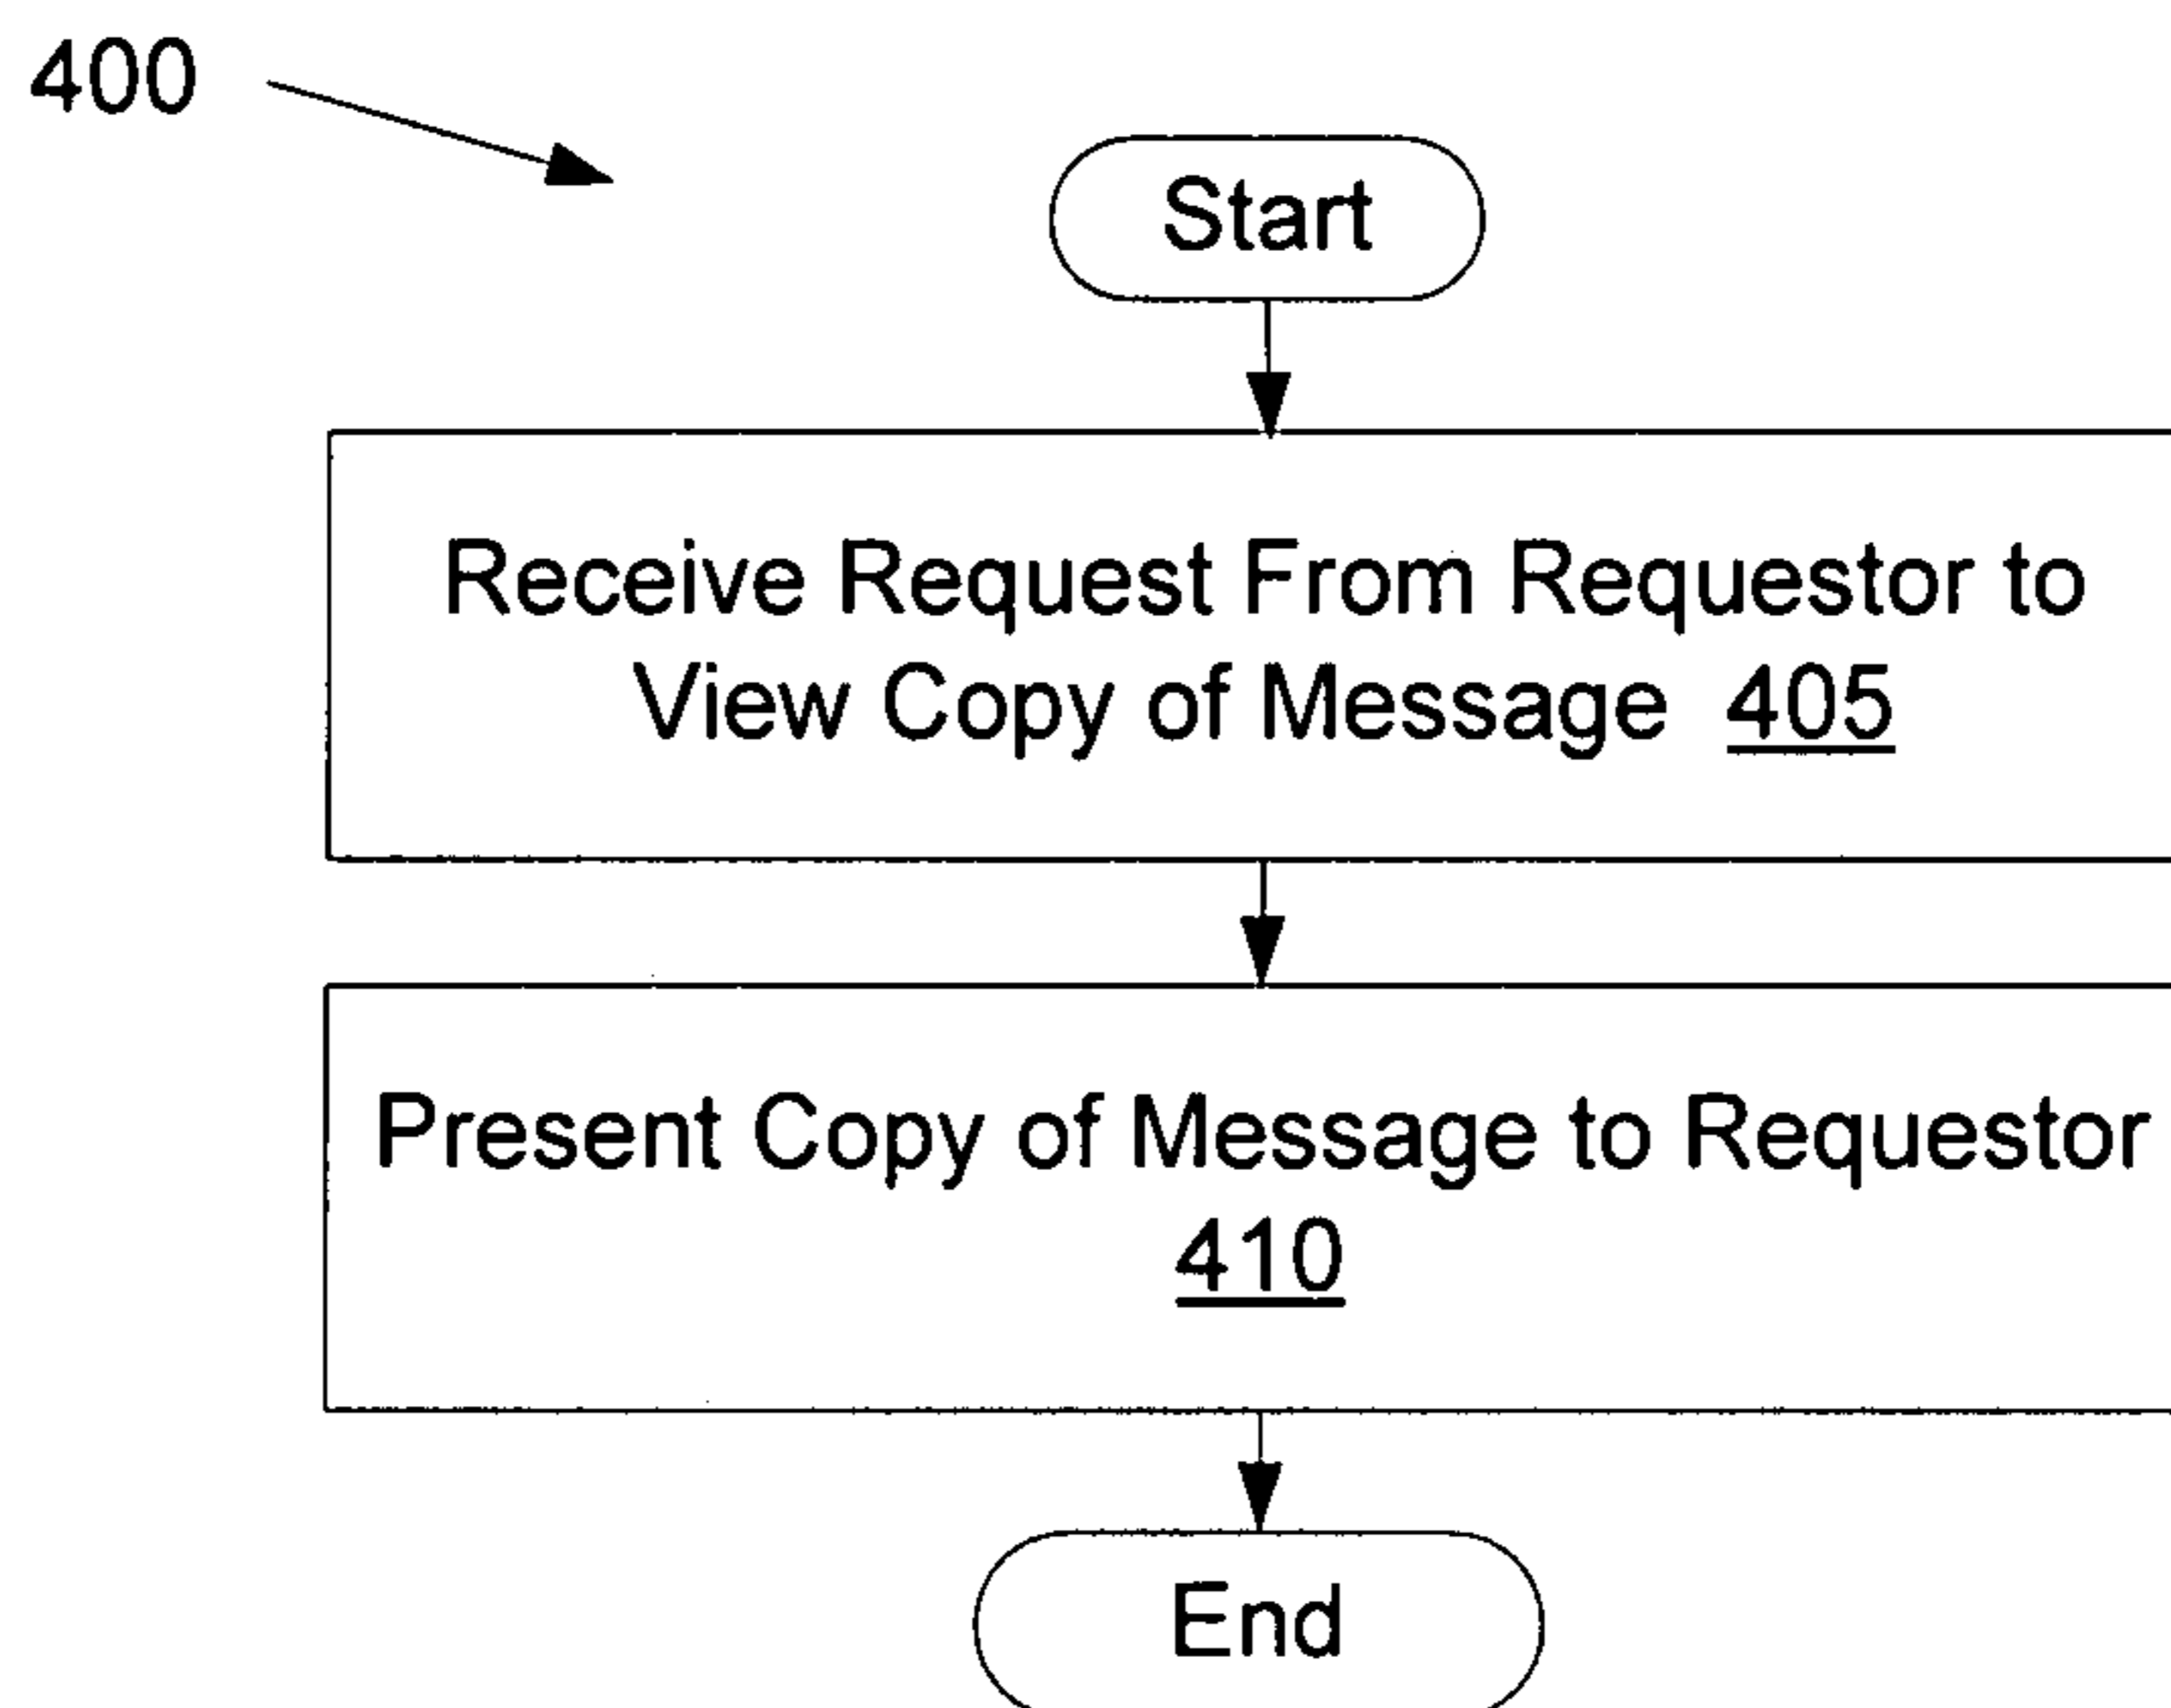 400
Start
Receive Request From Requestor to
View Copy of Message 405
Present Copy of Message to Requestor
410
End